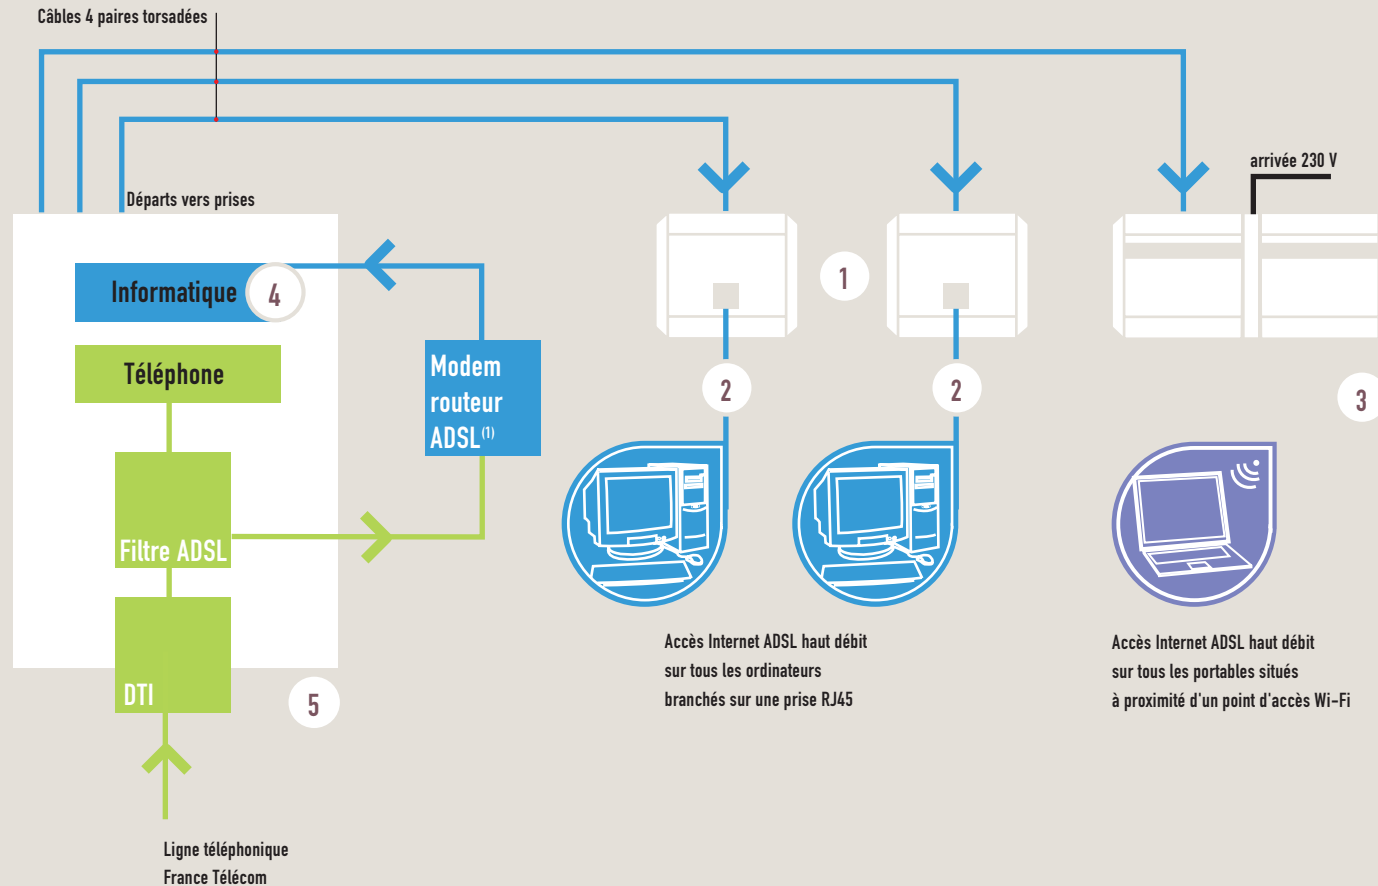 Câbles 4 paires torsadées
arrivée 230 V
Départs vers prises
Informatique 4
1
Téléphone
Modem
routeur
ADSL(1)
2
2
3
Filtre ADSL
DTI
5
Accès Internet ADSL haut débit
sur tous les ordinateurs
branchés sur une prise RJ45
Accès Internet ADSL haut débit
sur tous les portables situés
à proximité d'un point d'accès Wi-Fi
Ligne téléphonique
France Télécom